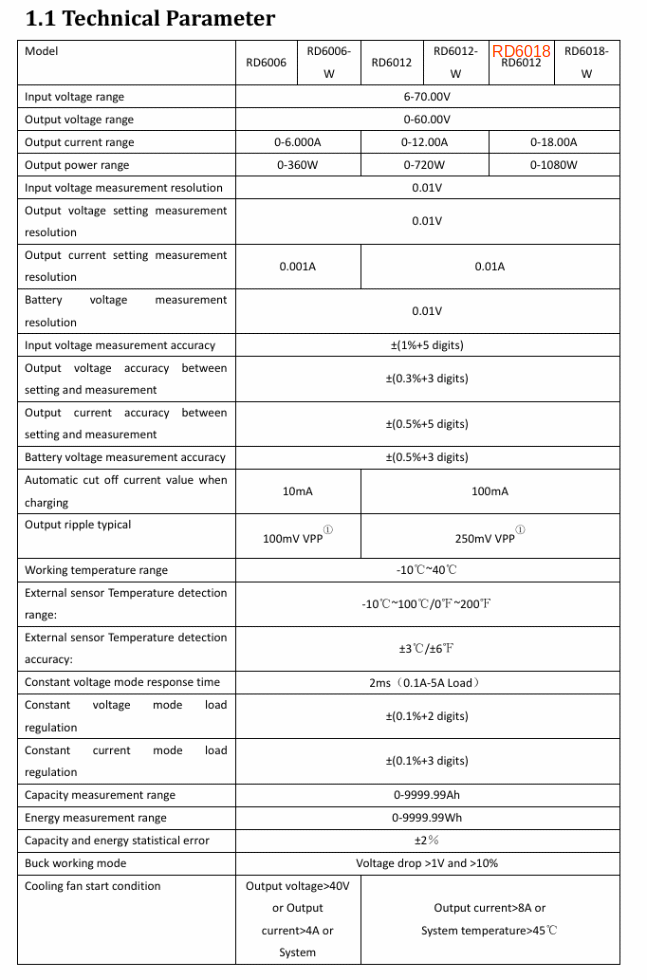 1.1 Technical Parameter
Model
RD6006
RD6006-
W
RD6012
RD6012-
W
RD6018
RD6012
RD6018-
W
Input voltage range
6-70.00V
Output voltage range
0-60.00V
Output current range
0-6.000A
0-12.00A
0-18.00A
Output power range
0-360W
0-720W
0-1080W
Input voltage measurement resolution
0.01V
Output voltage setting measurement
resolution
0.01V
Output current setting measurement
resolution
0.001A
0.01A
Battery voltage measurement
resolution
0.01V
Input voltage measurement accuracy
±(1%+5 digits)
Output voltage accuracy between
setting and measurement
±(0.3%+3 digits)
Output current accuracy between
setting and measurement
±(0.5%+5 digits)
Battery voltage measurement accuracy
±(0.5%+3 digits)
Automatic cut off current value when
charging
10mA
100mA
Output ripple typical
100mV VPP①
250mV VPP①
Working temperature range
-10℃~40℃
External sensor Temperature detection
range:
-10℃~100℃/0℉~200℉
External sensor Temperature detection
accuracy:
±3℃/±6℉
Constant voltage mode response time
2ms（0.1A-5A Load）
Constant voltage mode load
regulation
±(0.1%+2 digits)
Constant current mode load
regulation
±(0.1%+3 digits)
Capacity measurement range
0-9999.99Ah
Energy measurement range
0-9999.99Wh
Capacity and energy statistical error
±2％
Buck working mode
Voltage drop >1V and >10%
Cooling fan start condition
Output voltage>40V
or Output
current>4A or
System
Output current>8A or
System temperature>45℃